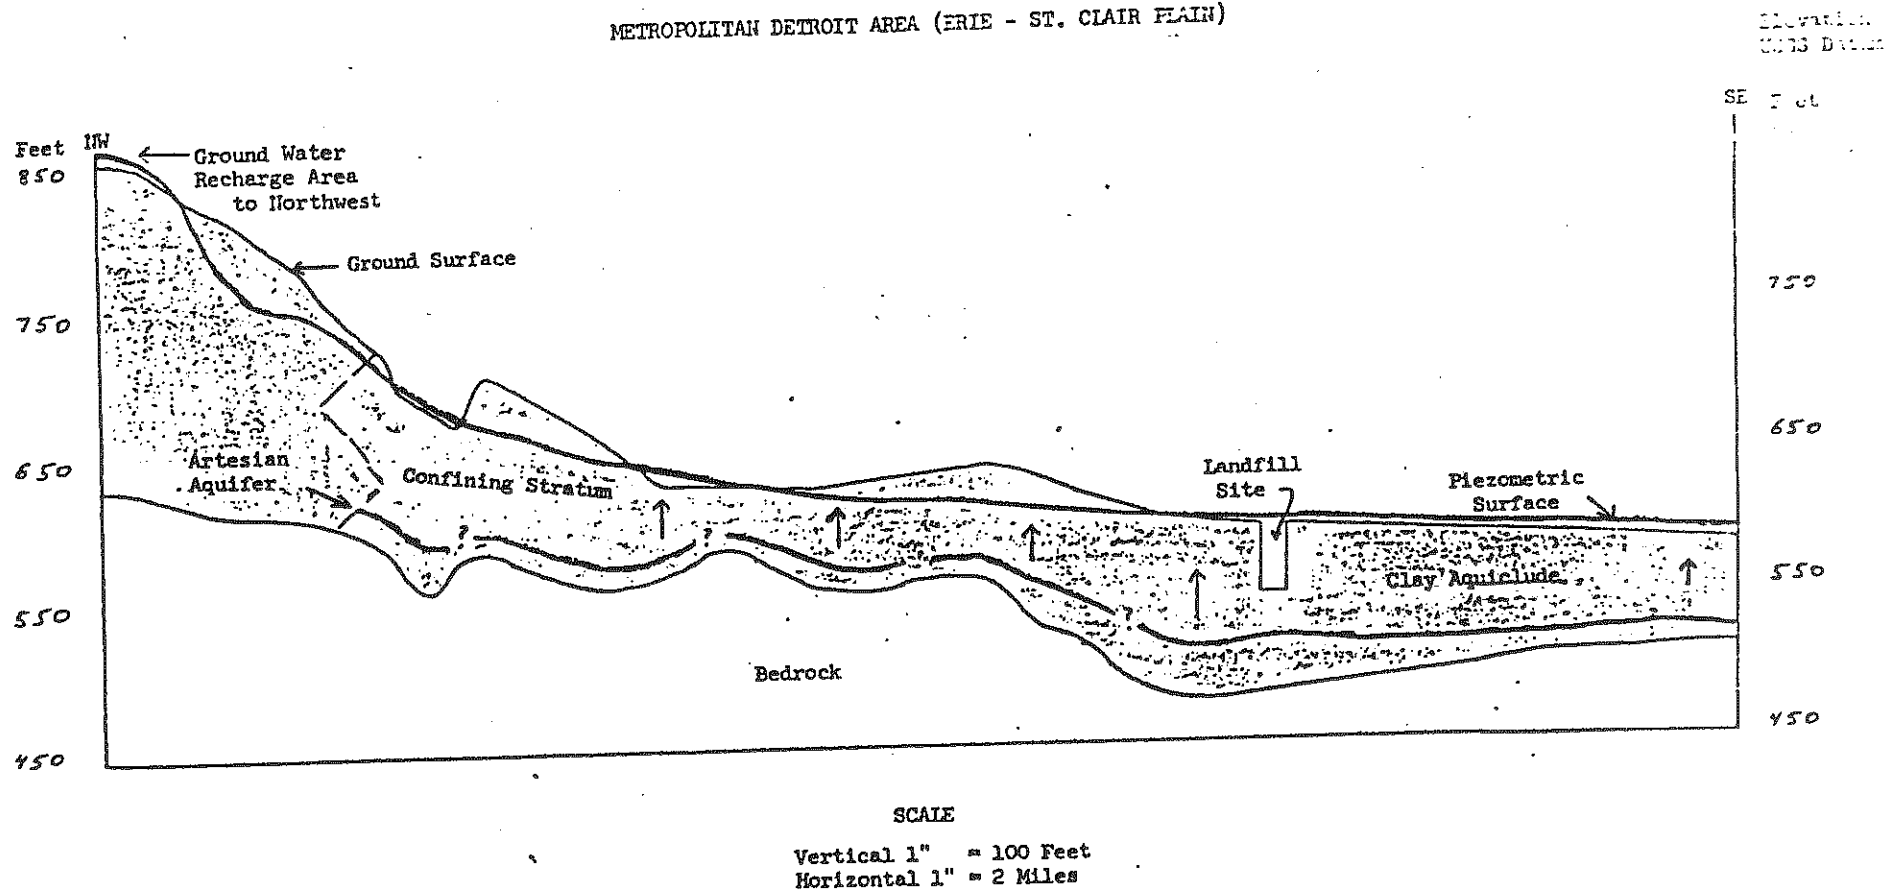 METROPOLITAN DETROIT AREA (ERIE - ST. CLAIR PLAIN)
Elevation
SE
Feet NW
850
Ground Water
Recharge Area
to Northwest
Ground Surface
750
750
650
650
Artesian
Aquifer
Confining Stratum
Landfill
Site
Piezometric
Surface
?
?
?
Clay Aquiclude
550
550
Bedrock
450
450
SCALE
Vertical 1" = 100 Feet
Horizontal 1" = 2 Miles